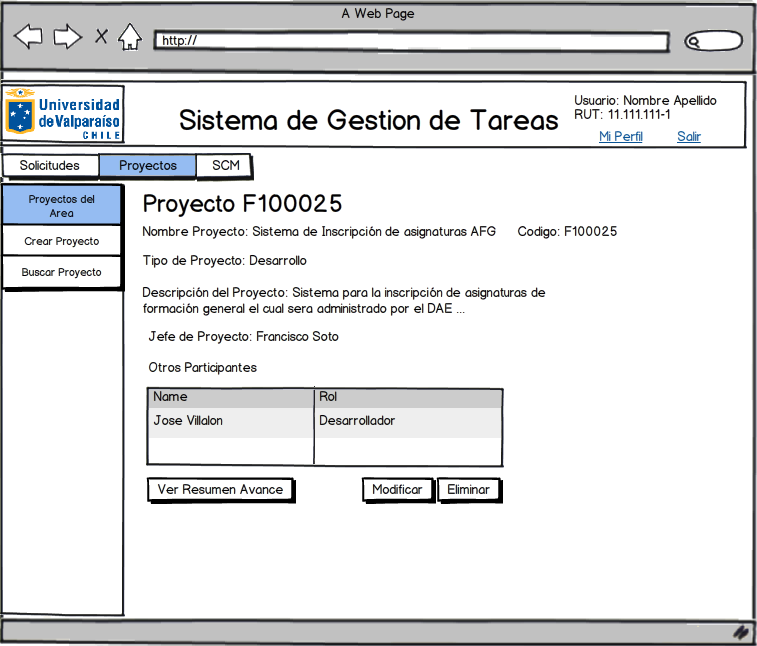 A Web Page
http://
Universidad
de Valparaíso
CHILE
Sistema de Gestion de Tareas
Usuario: Nombre Apellido
RUT: 11.111.111-1
Mi Perfil Salir
Solicitudes Proyectos SCM
Proyectos del
Area
Crear Proyecto
Buscar Proyecto
Proyecto F100025
Nombre Proyecto: Sistema de Inscripción de asignaturas AFG Codigo: F100025
Tipo de Proyecto: Desarrollo
Descripción del Proyecto: Sistema para la inscripción de asignaturas de
formación general el cual sera administrado por el DAE ...
Jefe de Proyecto: Francisco Soto
Otros Participantes
Name Rol
Jose Villalon Desarrollador
Ver Resumen Avance Modificar Eliminar